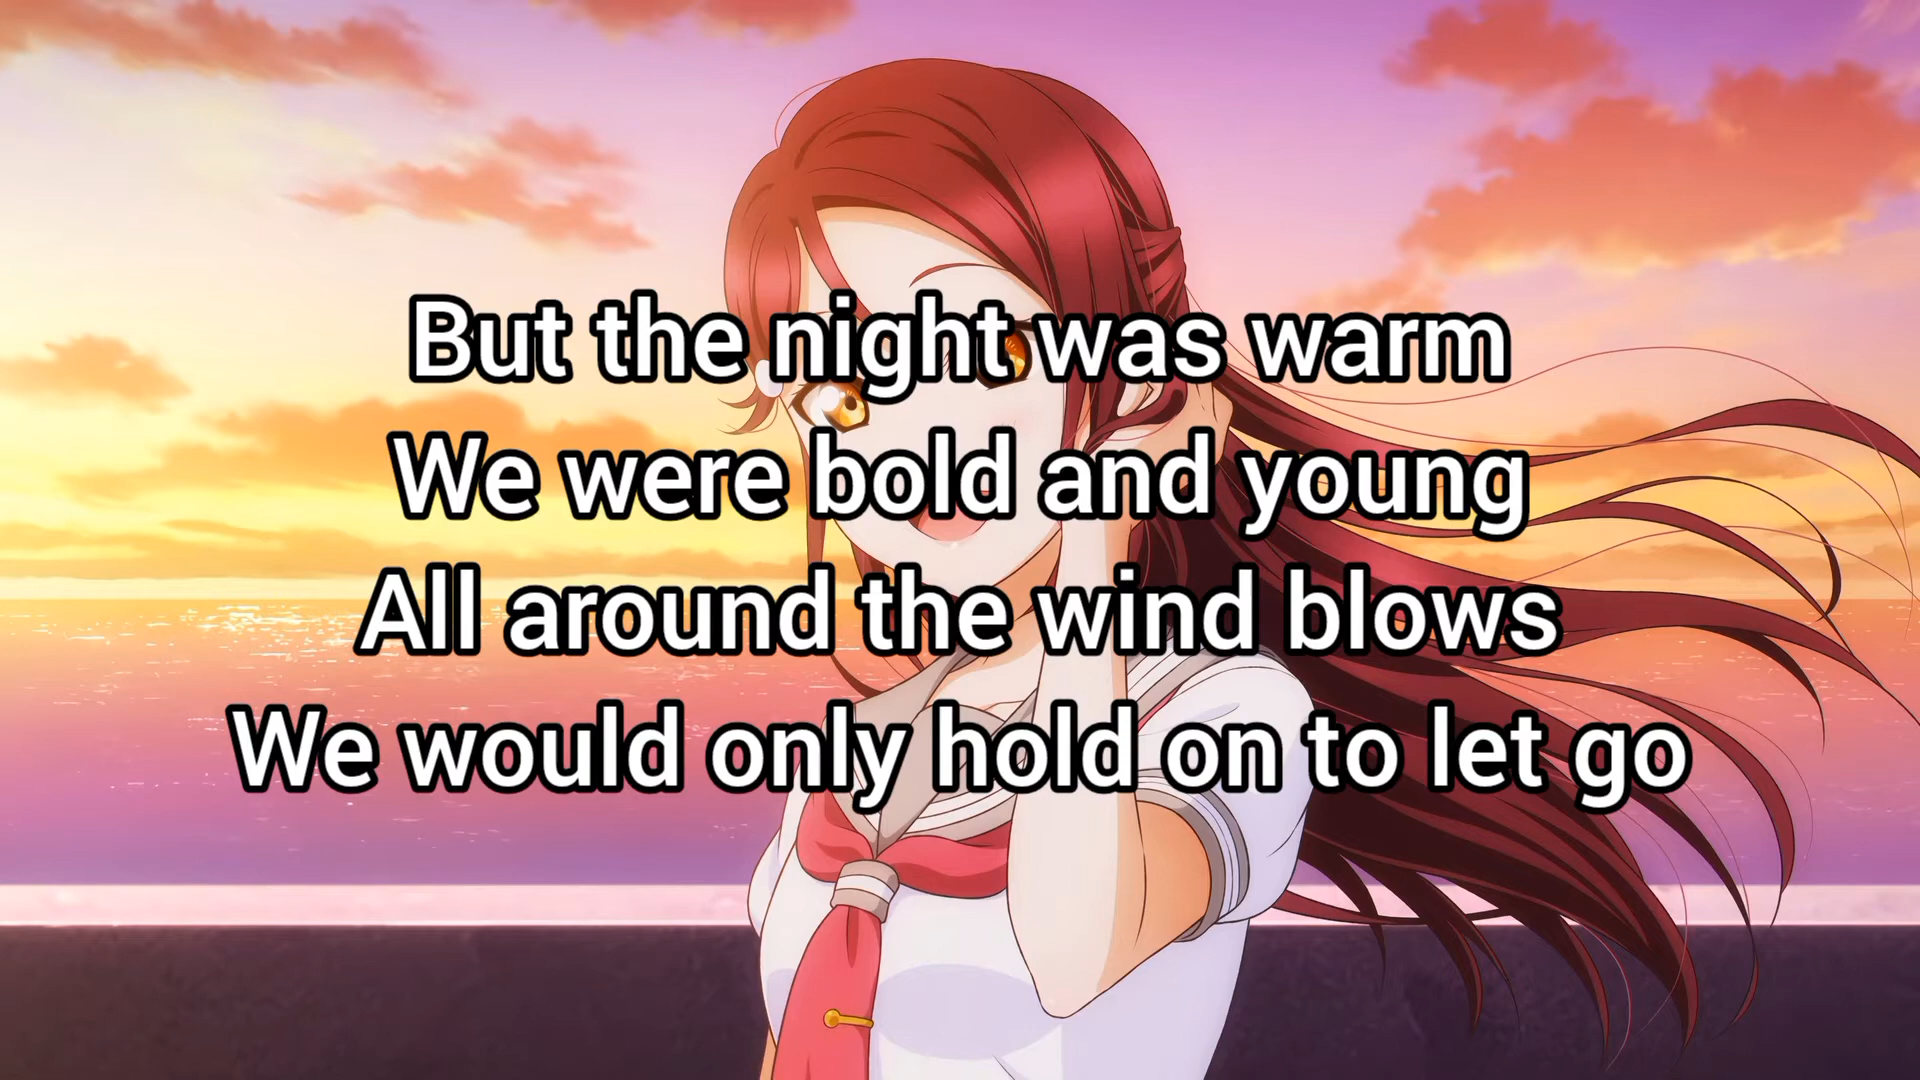 But the night was warm
We were bold and young
All around the wind blows
We would only hold on to let go